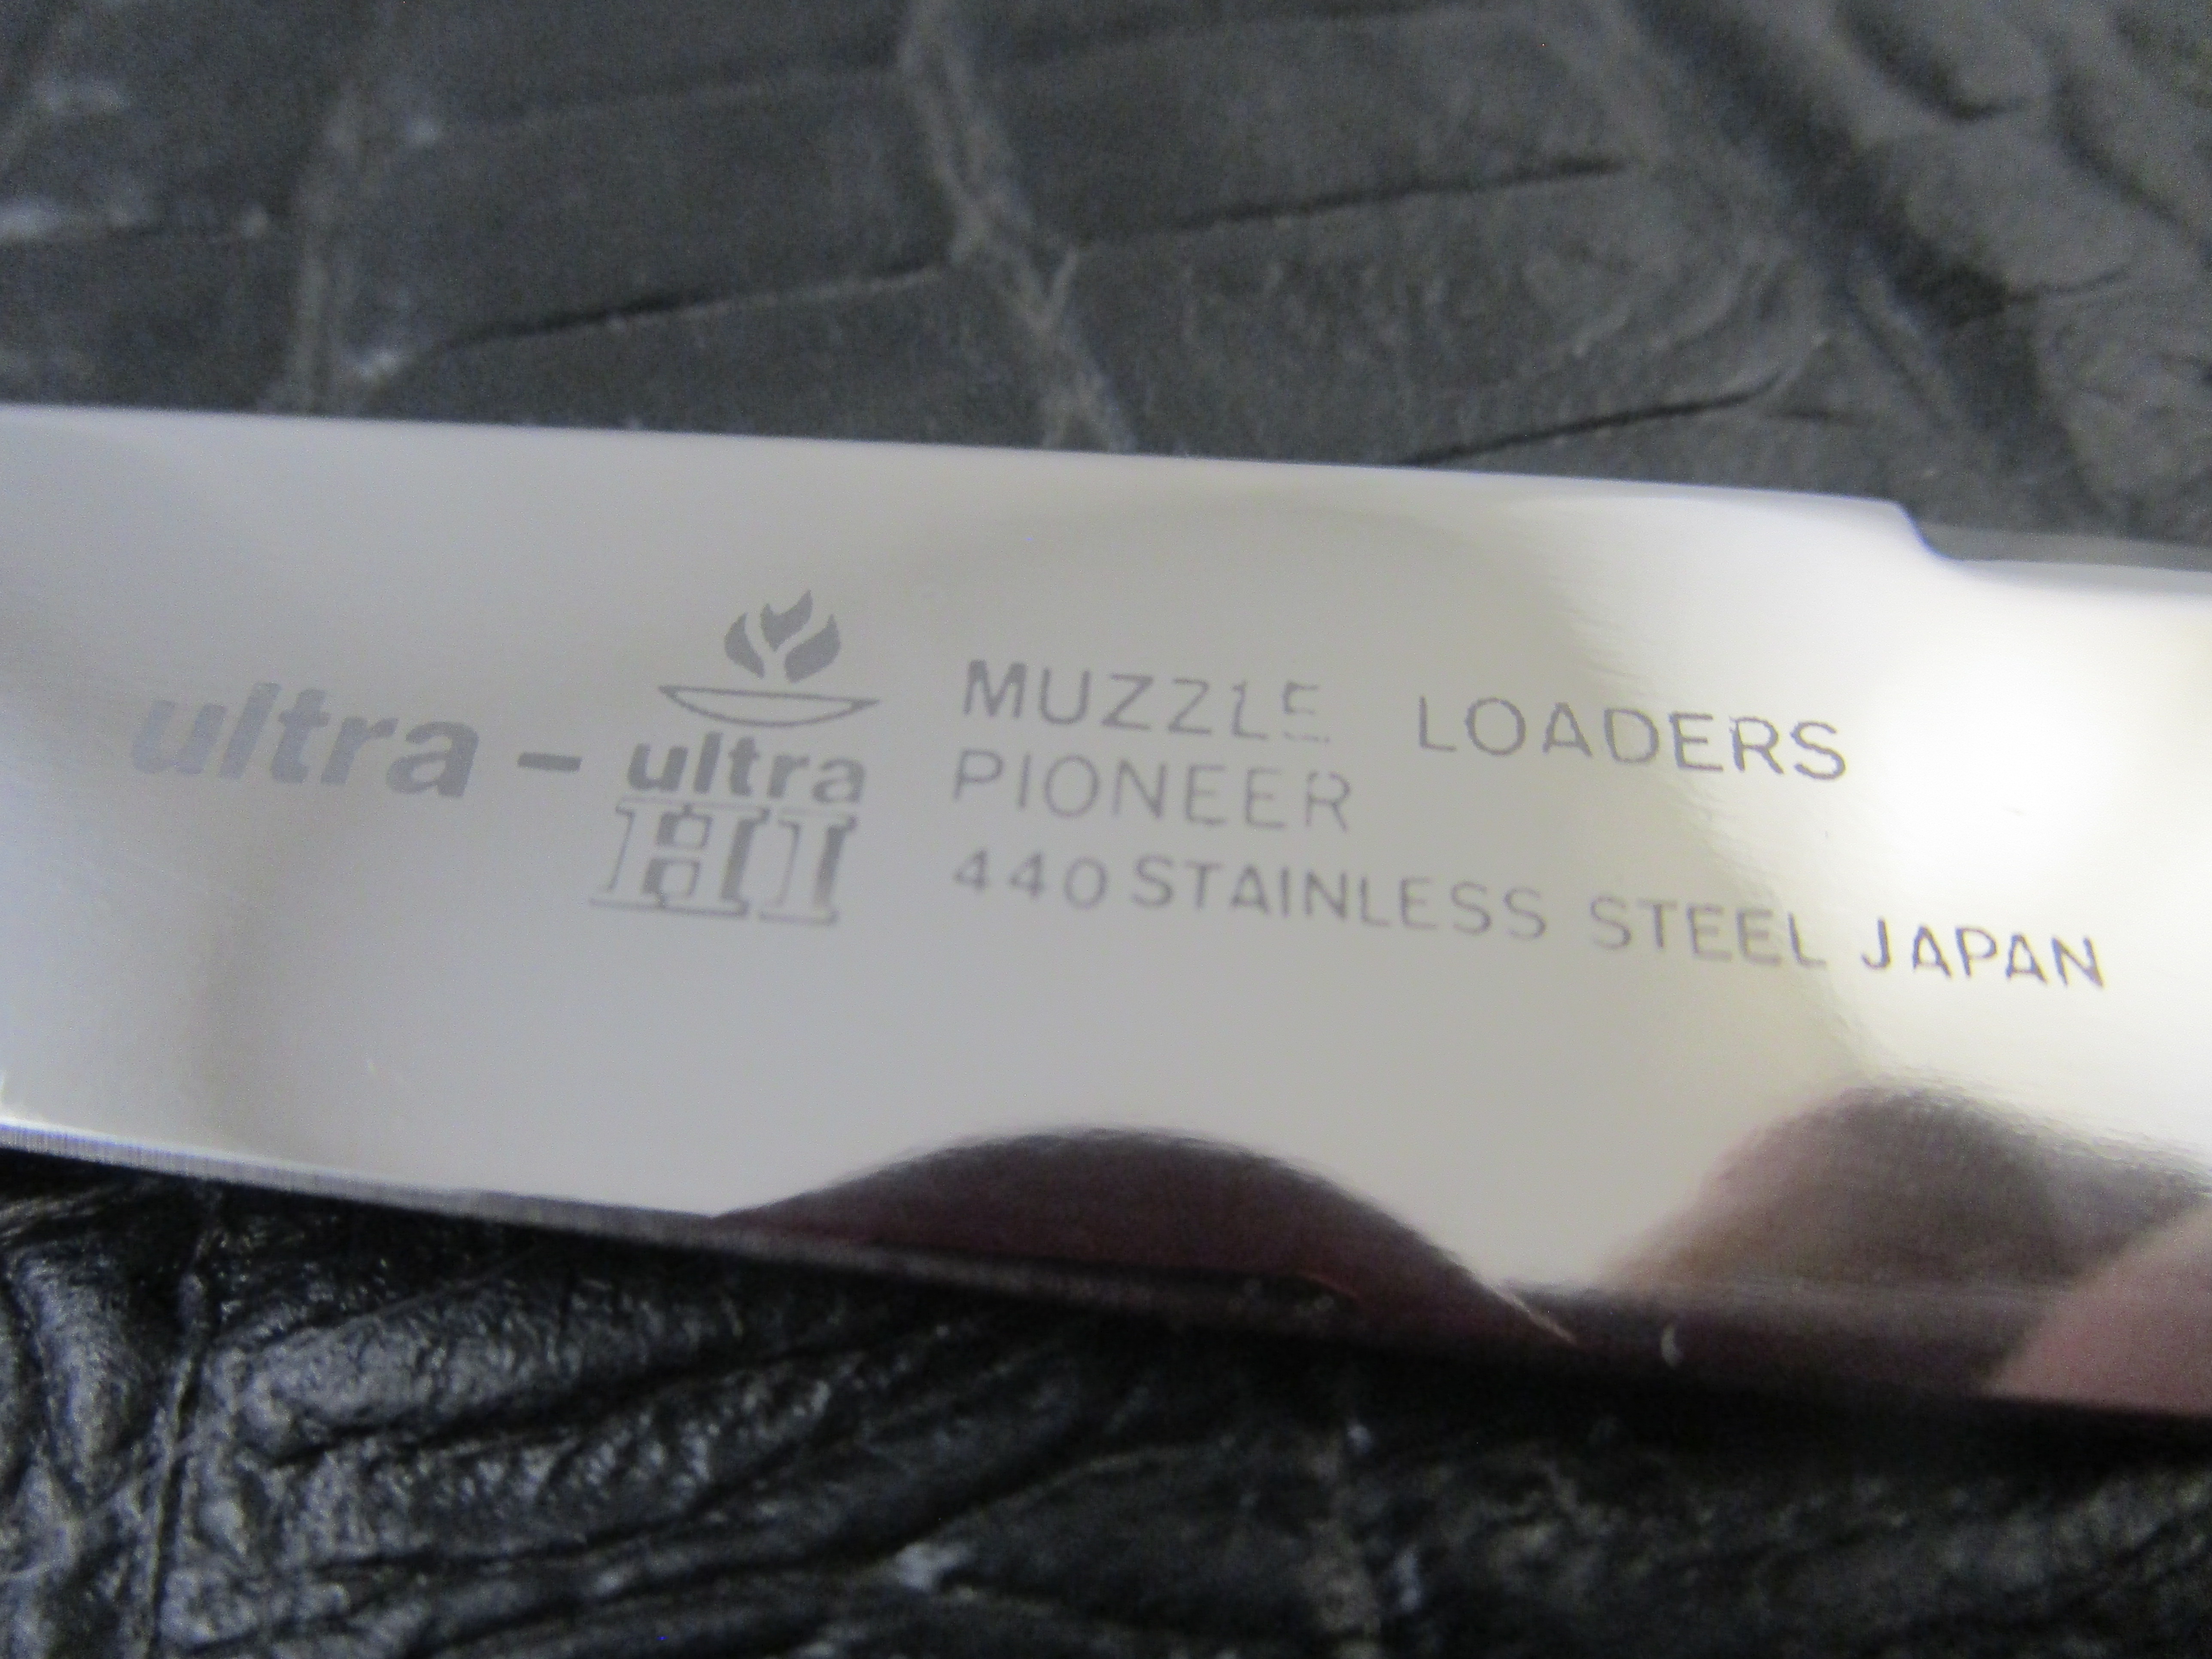 ultra - ultra
HI
MUZZLE LOADERS
PIONEER
440 STAINLESS STEEL JAPAN